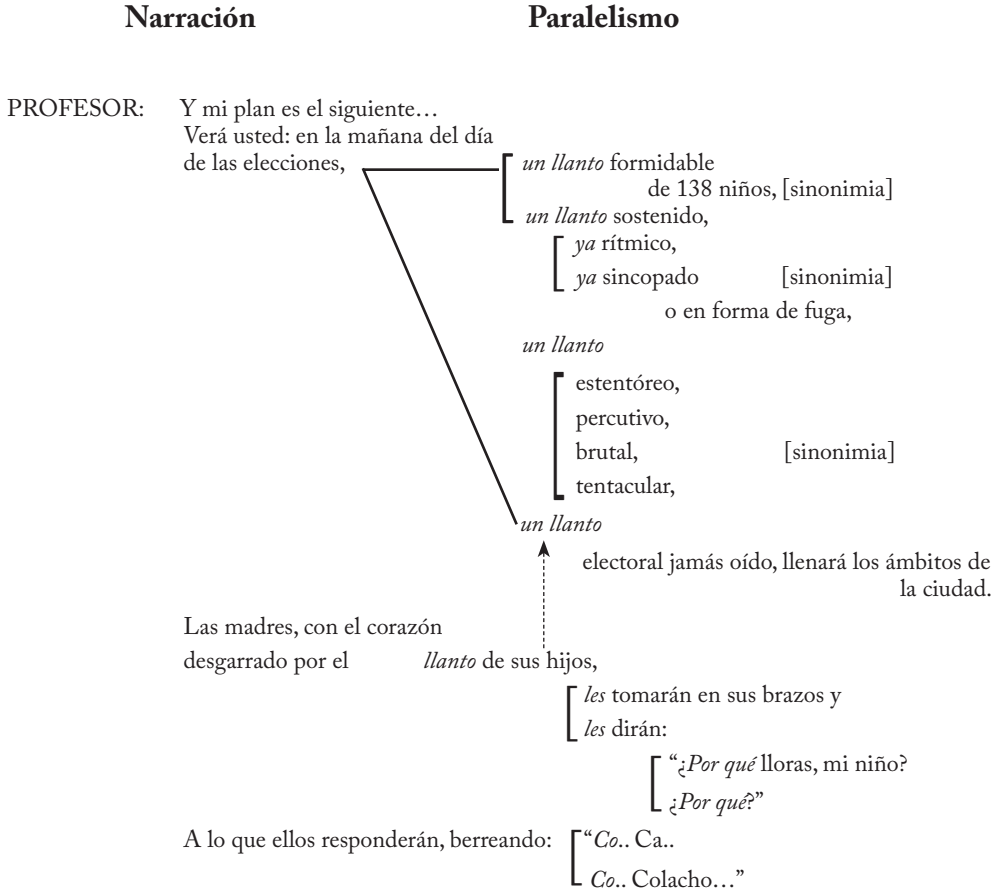 Narración Paralelismo
PROFESOR: Y mi plan es el siguiente…
Verá usted: en la mañana del día
de las elecciones, un llanto formidable
de 138 niños, [sinonimia]
un llanto sostenido,
ya rítmico,
ya sincopado [sinonimia]
o en forma de fuga,
un llanto
estentóreo,
percutivo,
brutal, [sinonimia]
tentacular,
un llanto
electoral jamás oído, llenará los ámbitos de
la ciudad.
Las madres, con el corazón
desgarrado por el llanto de sus hijos,
les tomarán en sus brazos y
les dirán:
“¿Por qué lloras, mi niño?
¿Por qué?”
A lo que ellos responderán, berreando: “Co.. Ca..
Co.. Colacho…”